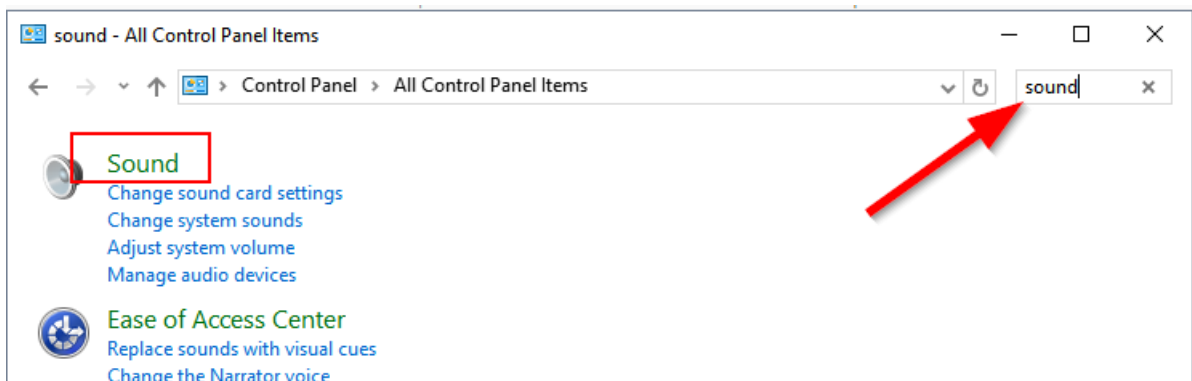 sound - All Control Panel Items
Control Panel > All Control Panel Items
sound
Sound
Change sound card settings
Change system sounds
Adjust system volume
Manage audio devices
Ease of Access Center
Replace sounds with visual cues
Change the Narrator voice